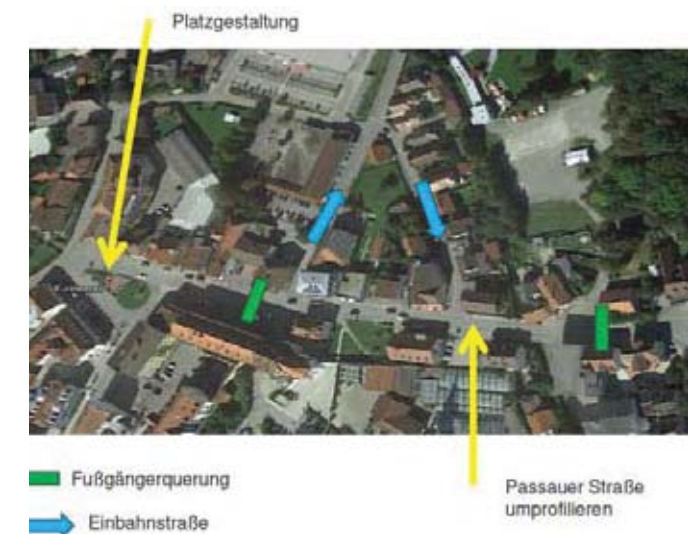 Platzgestaltung
Fußgängerquerung
Einbahnstraße
Passauer Straße
umprofilieren